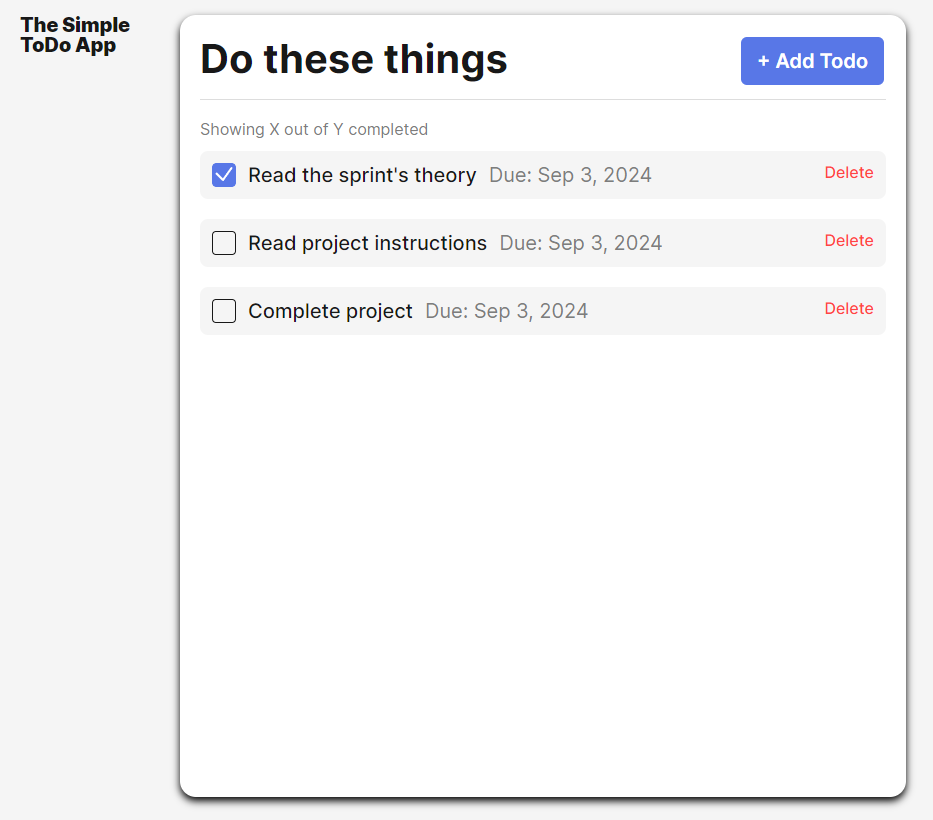 The Simple
ToDo App
Do these things
+ Add Todo
Showing X out of Y completed
Read the sprint's theory Due: Sep 3, 2024 Delete
Read project instructions Due: Sep 3, 2024 Delete
Complete project Due: Sep 3, 2024 Delete